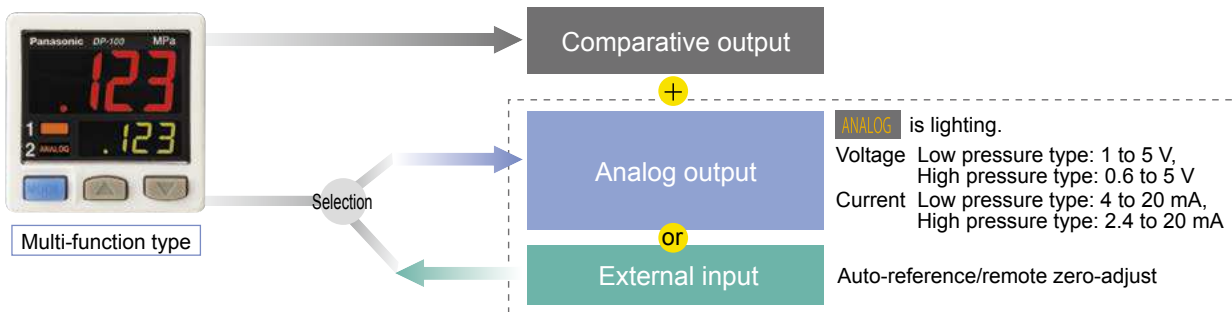 Panasonic DP-100 MPa
.123
1
2 ANALOG .123
MODE
Multi-function type
Selection
Comparative output
+
Analog output
or
External input
ANALOG is lighting.
Voltage Low pressure type: 1 to 5 V,
High pressure type: 0.6 to 5 V
Current Low pressure type: 4 to 20 mA,
High pressure type: 2.4 to 20 mA
Auto-reference/remote zero-adjust